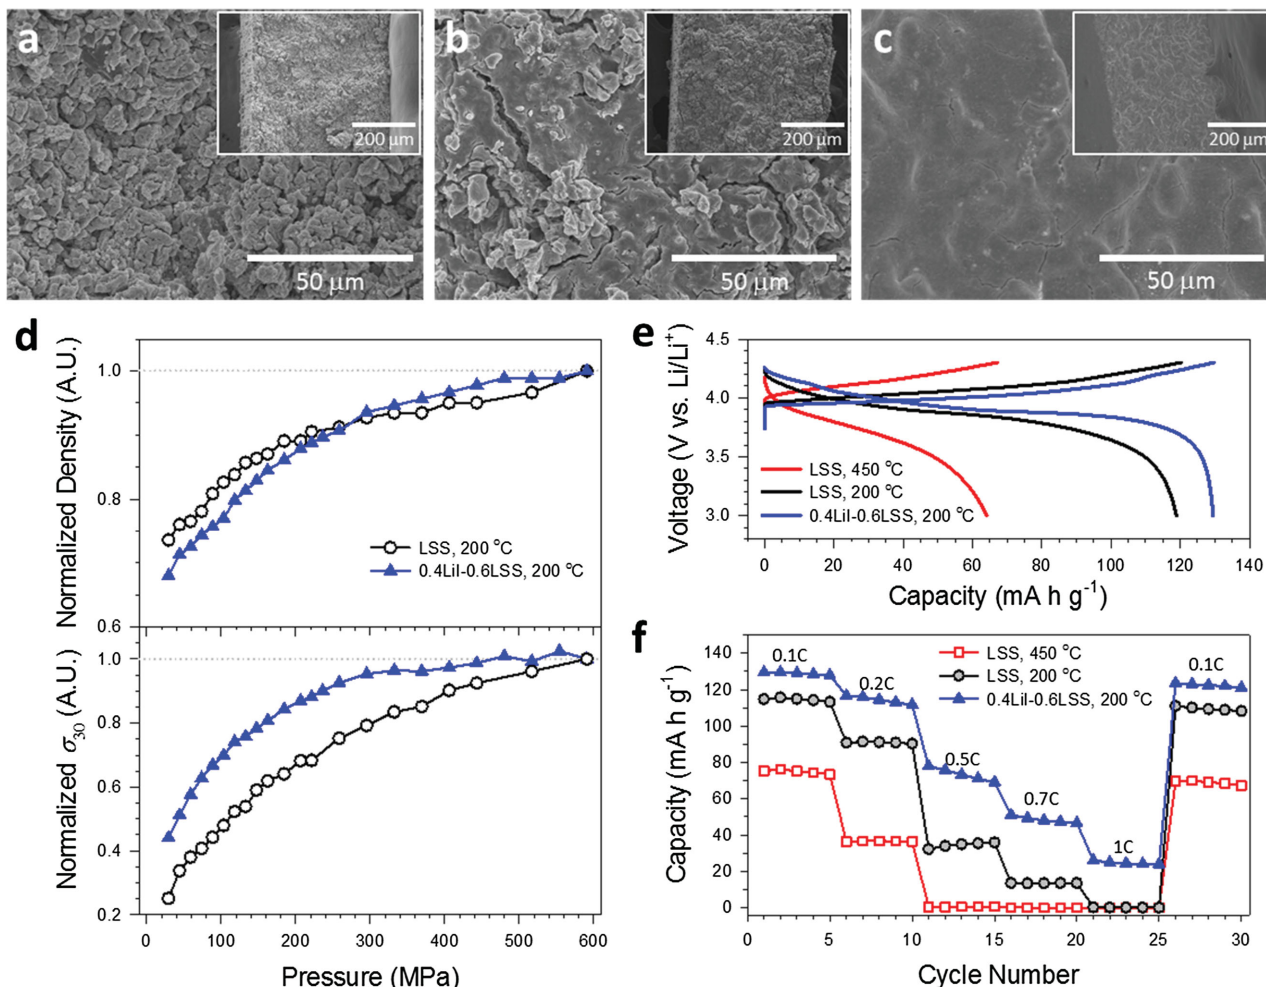 a
200 μm
50 μm
b
200 μm
50 μm
c
200 μm
50 μm
d
Normalized Density (A.U.)
1.0
0.8
0.6
LSS, 200 °C
0.4LiI-0.6LSS, 200 °C
Normalized σ30 (A.U.)
1.0
0.8
0.6
0.4
0.2
0 100 200 300 400 500 600
Pressure (MPa)
e
Voltage (V vs. Li/Li+)
4.5
4.0
3.5
3.0
LSS, 450 °C
LSS, 200 °C
0.4LiI-0.6LSS, 200 °C
0 20 40 60 80 100 120 140
Capacity (mA h g-1)
f
Capacity (mA h g-1)
140
120
100
80
60
40
20
0
LSS, 450 °C
LSS, 200 °C
0.4LiI-0.6LSS, 200 °C
0.1C
0.2C
0.5C
0.7C
1C
0.1C
0 5 10 15 20 25 30
Cycle Number